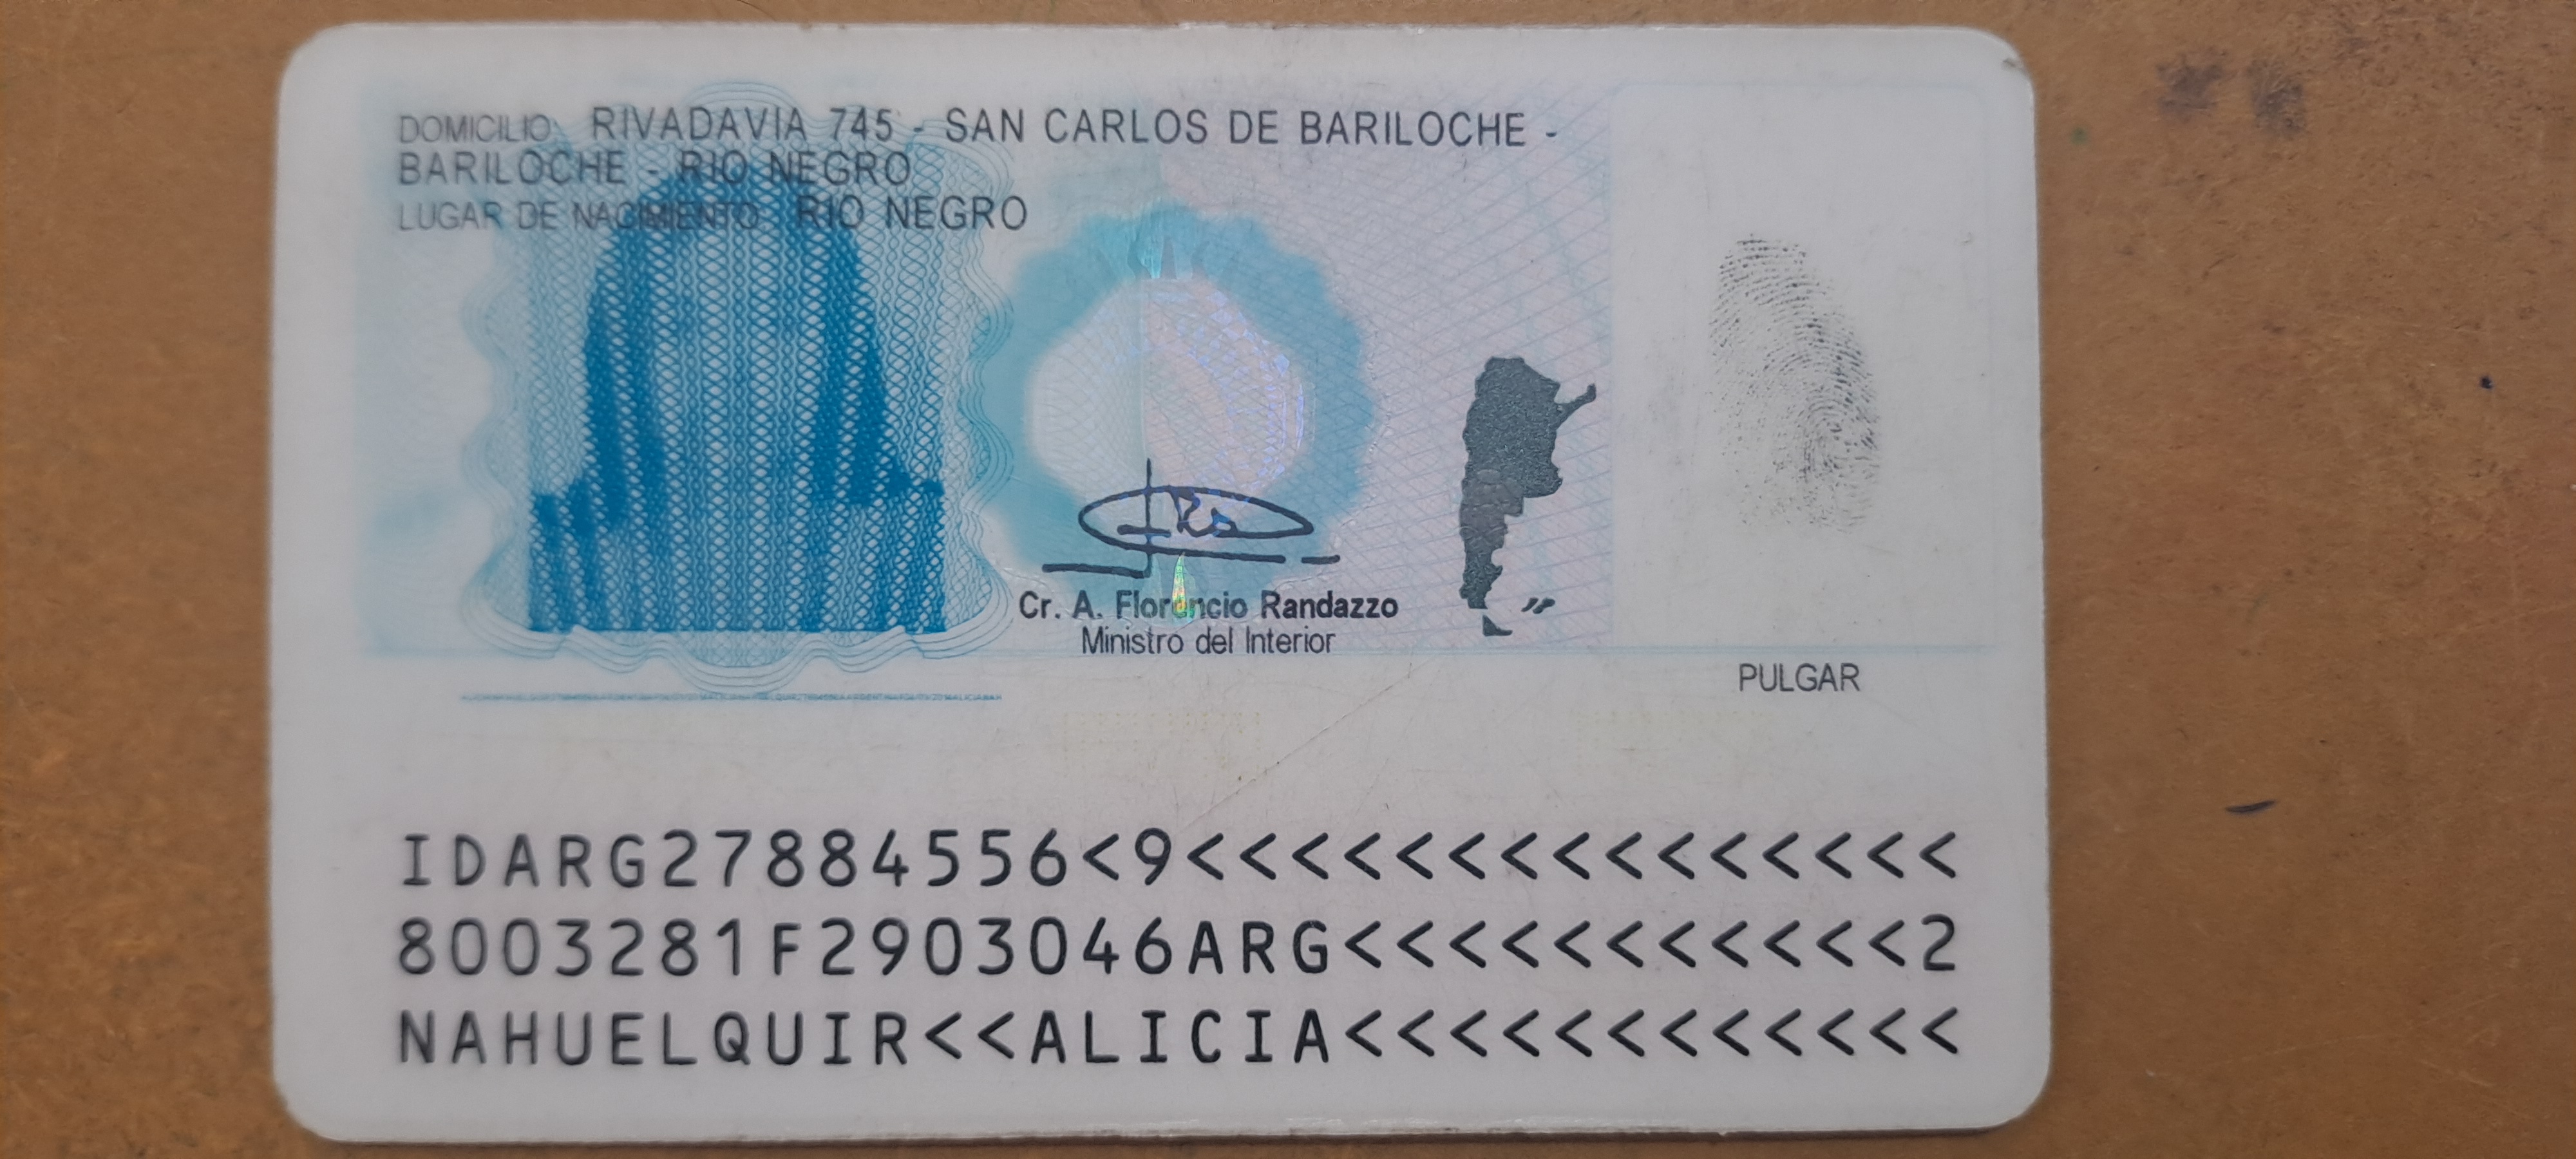 DOMICILIO: RIVADAVIA 745 - SAN CARLOS DE BARILOCHE -
BARILOCHE - RIO NEGRO
LUGAR DE NACIMIENTO: RIO NEGRO
Cr. A. Florencio Randazzo
Ministro del Interior
PULGAR
IDARG27884556<9<<<<<<<<<<<<<<<
8003281F2903046ARG<<<<<<<<<<<2
NAHUELQUIR<<ALICIA<<<<<<<<<<<<